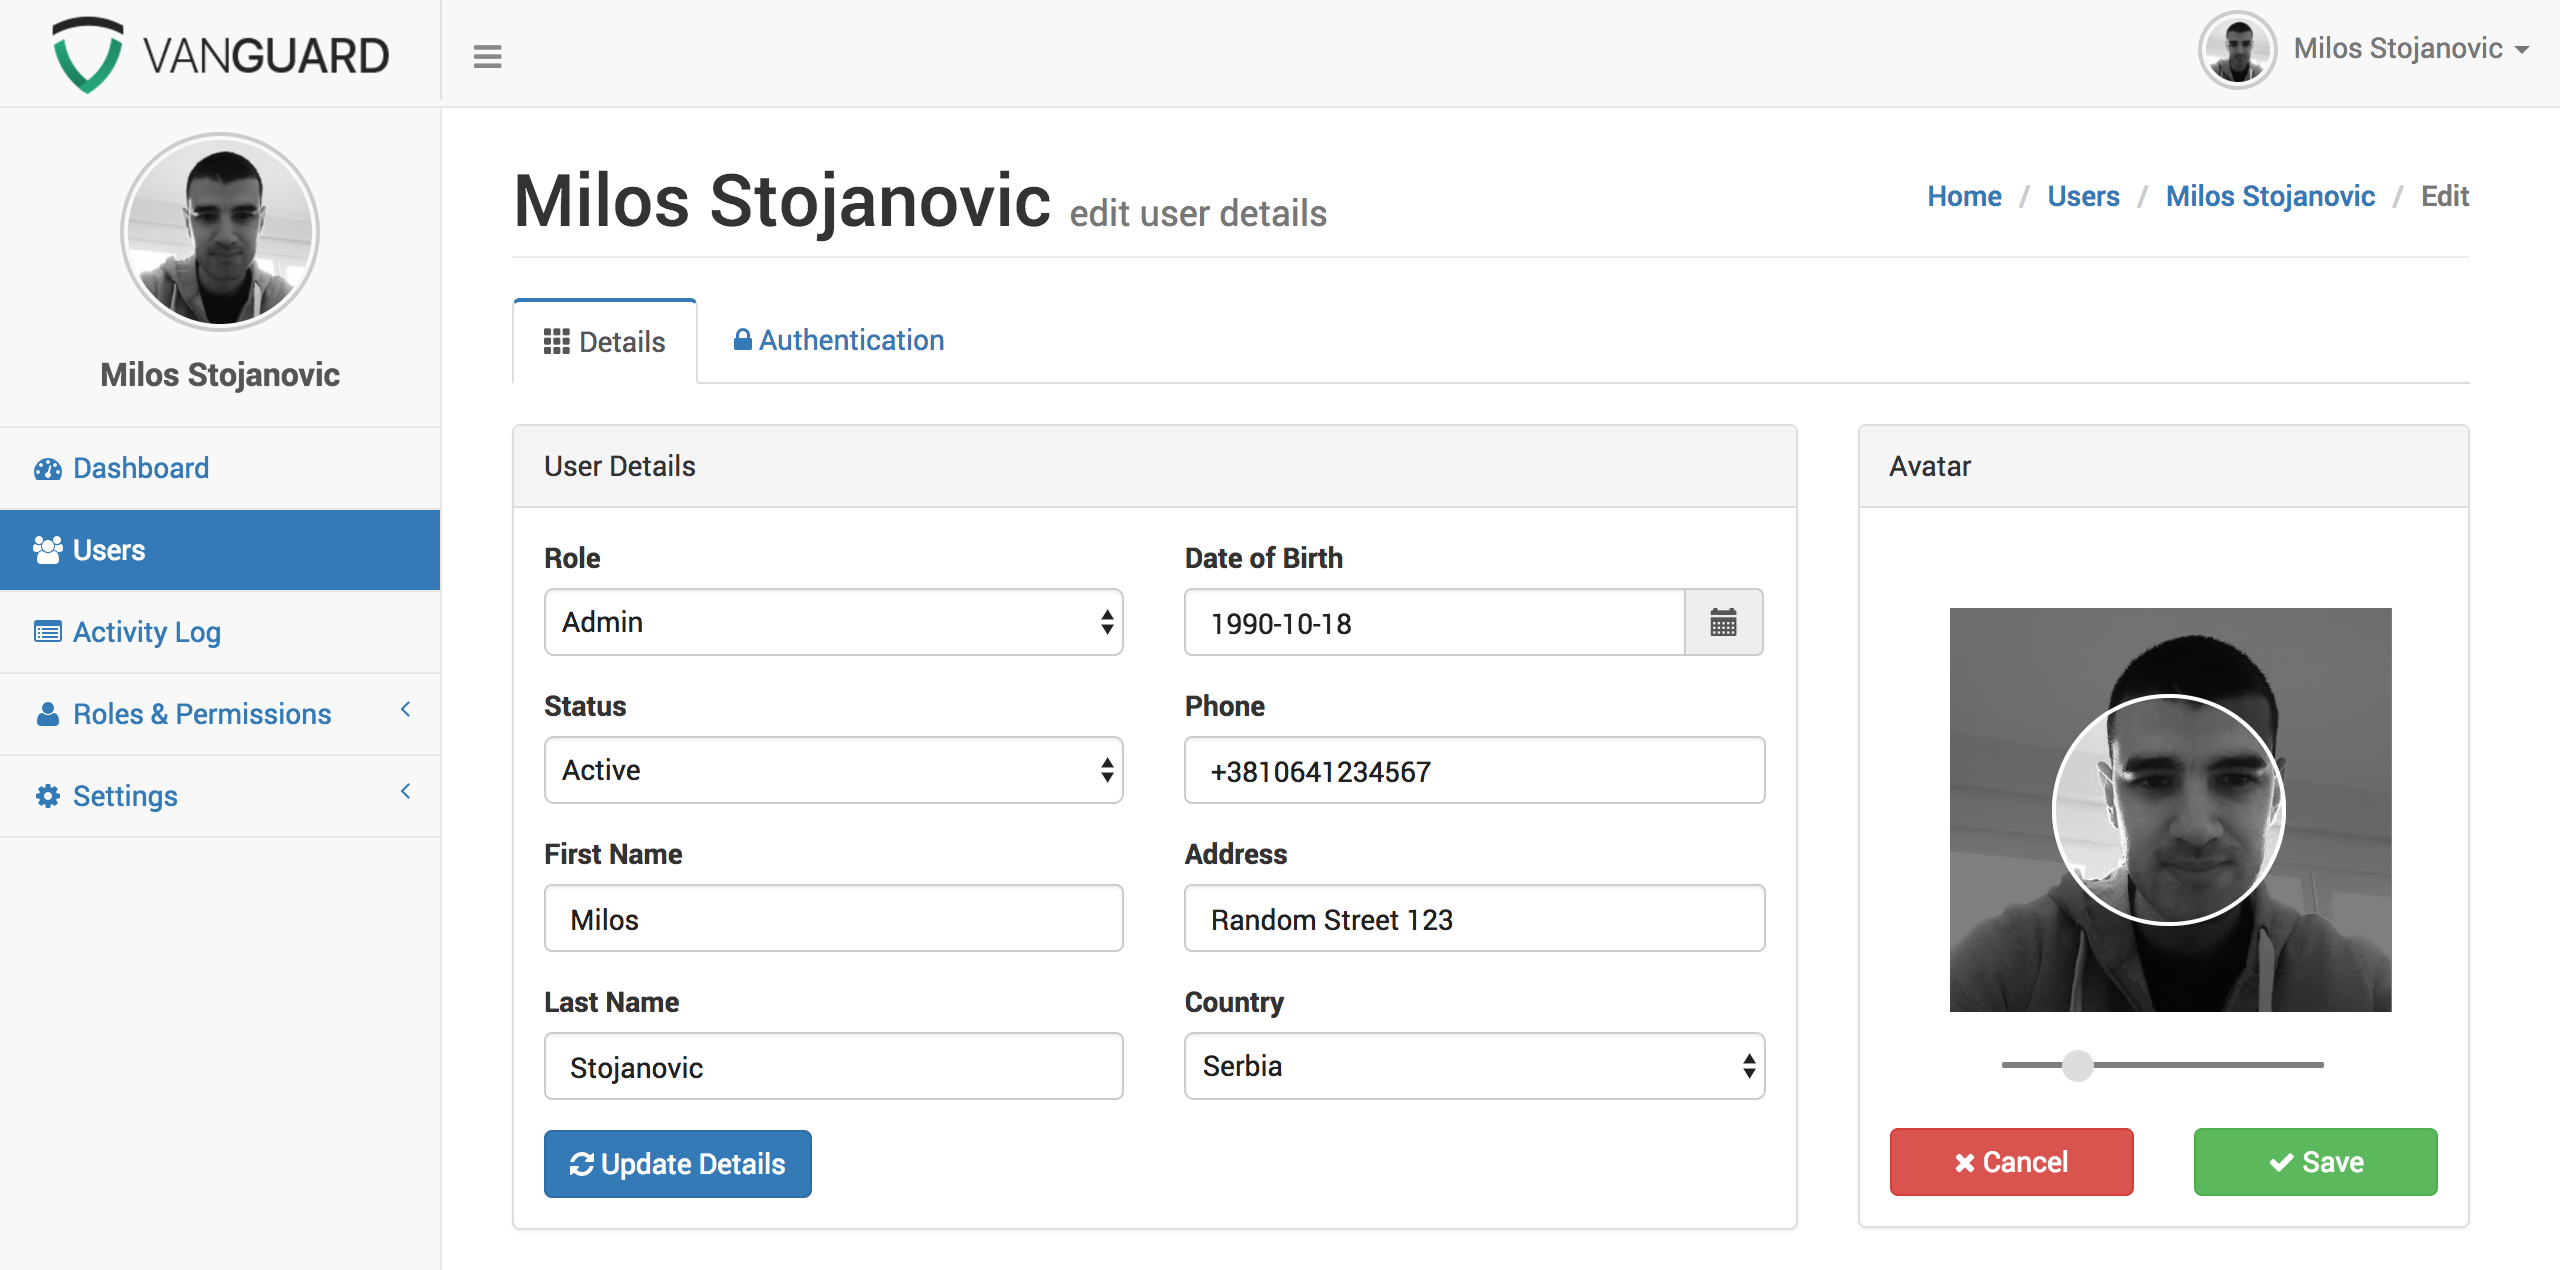 VANGUARD
Milos Stojanovic
Milos Stojanovic
Dashboard
Users
Activity Log
Roles & Permissions
Settings
Milos Stojanovic edit user details
Home / Users / Milos Stojanovic / Edit
Details
Authentication
User Details
Role
Admin
Date of Birth
1990-10-18
Status
Active
Phone
+3810641234567
First Name
Milos
Address
Random Street 123
Last Name
Stojanovic
Country
Serbia
Update Details
Avatar
Cancel
Save